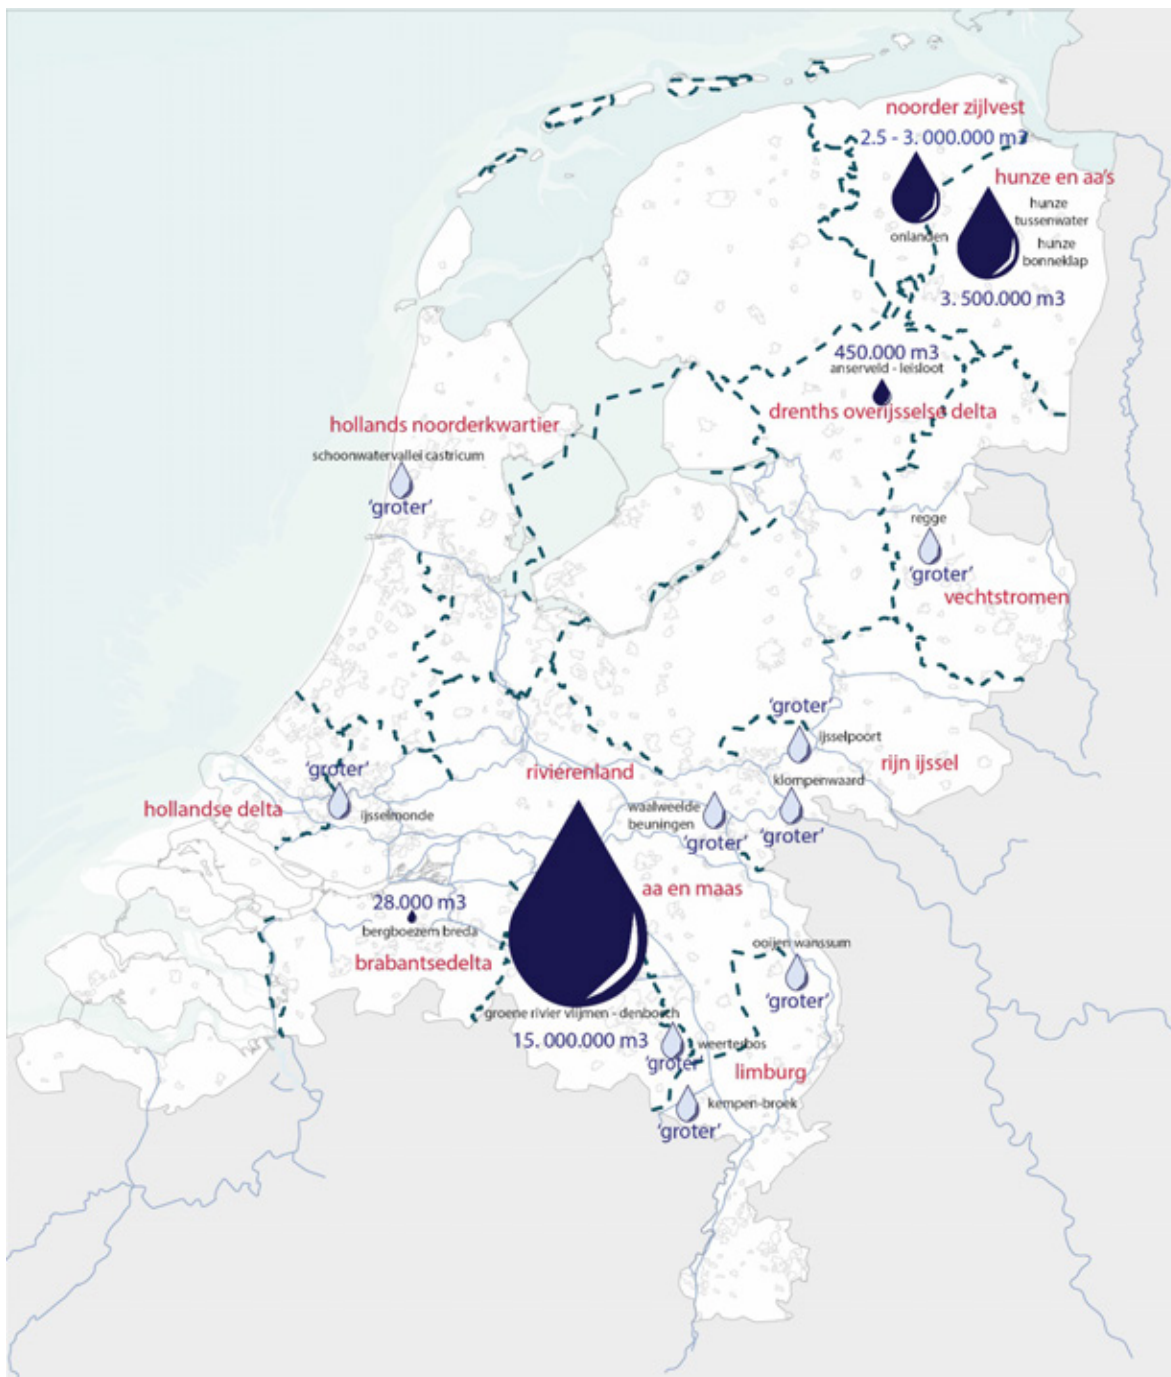 noorder zijlvest
2.5 - 3. 000.000 m3
hunze en aa's
hunze
tussenwater
onlanden
hunze
bonneklap
3. 500.000 m3
450.000 m3
anserveld - leisloot
drenths overijsselse delta
hollands noorderkwartier
schoonwatervallei castricum
'groter'
regge
'groter'
vechtstromen
'groter'
ijsselpoort
rijn ijssel
'groter'
rivierenland
klompenwaard
hollandse delta
ijsselmonde
waalweelde
beuningen
'groter'
'groter'
aa en maas
28.000 m3
bergboezem breda
brabantsedelta
ooijen wanssum
'groter'
groene rivier vlijmen - denbosch
15. 000.000 m3
weerterbos
'groter'
limburg
kempen-broek
'groter'